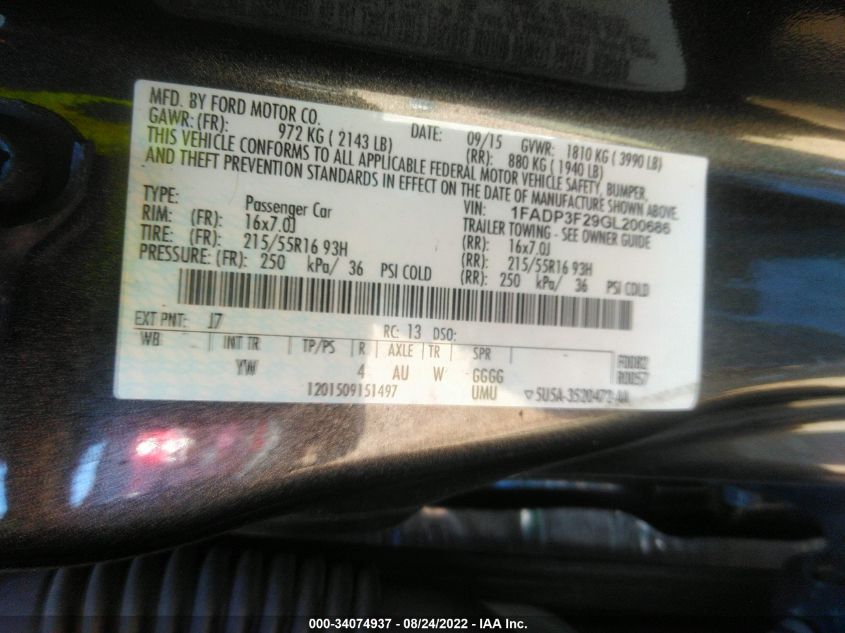 MFD. BY FORD MOTOR CO.
DATE: 09/15 GVWR: 1810 KG ( 3990 LB)
GAWR: (FR): 972 KG ( 2143 LB) (RR): 880 KG ( 1940 LB)
THIS VEHICLE CONFORMS TO ALL APPLICABLE FEDERAL MOTOR VEHICLE SAFETY, BUMPER,
AND THEFT PREVENTION STANDARDS IN EFFECT ON THE DATE OF MANUFACTURE SHOWN ABOVE.
VIN: 1FADP3F29GL200686
TYPE: Passenger Car TRAILER TOWING - SEE OWNER GUIDE
RIM: (FR): 16x7.0J (RR): 16x7.0J
TIRE: (FR): 215/55R16 93H (RR): 215/55R16 93H
PRESSURE: (FR): 250 kPa/ 36 PSI COLD (RR): 250 kPa/ 36 PSI COLD
EXT PNT: J7 RC: 13 DSO:
WB INT TR TP/PS R AXLE TR SPR
YW 4 AU W GGGG
1201509151497 UMU
000-34074937 - 08/24/2022 - IAA Inc.